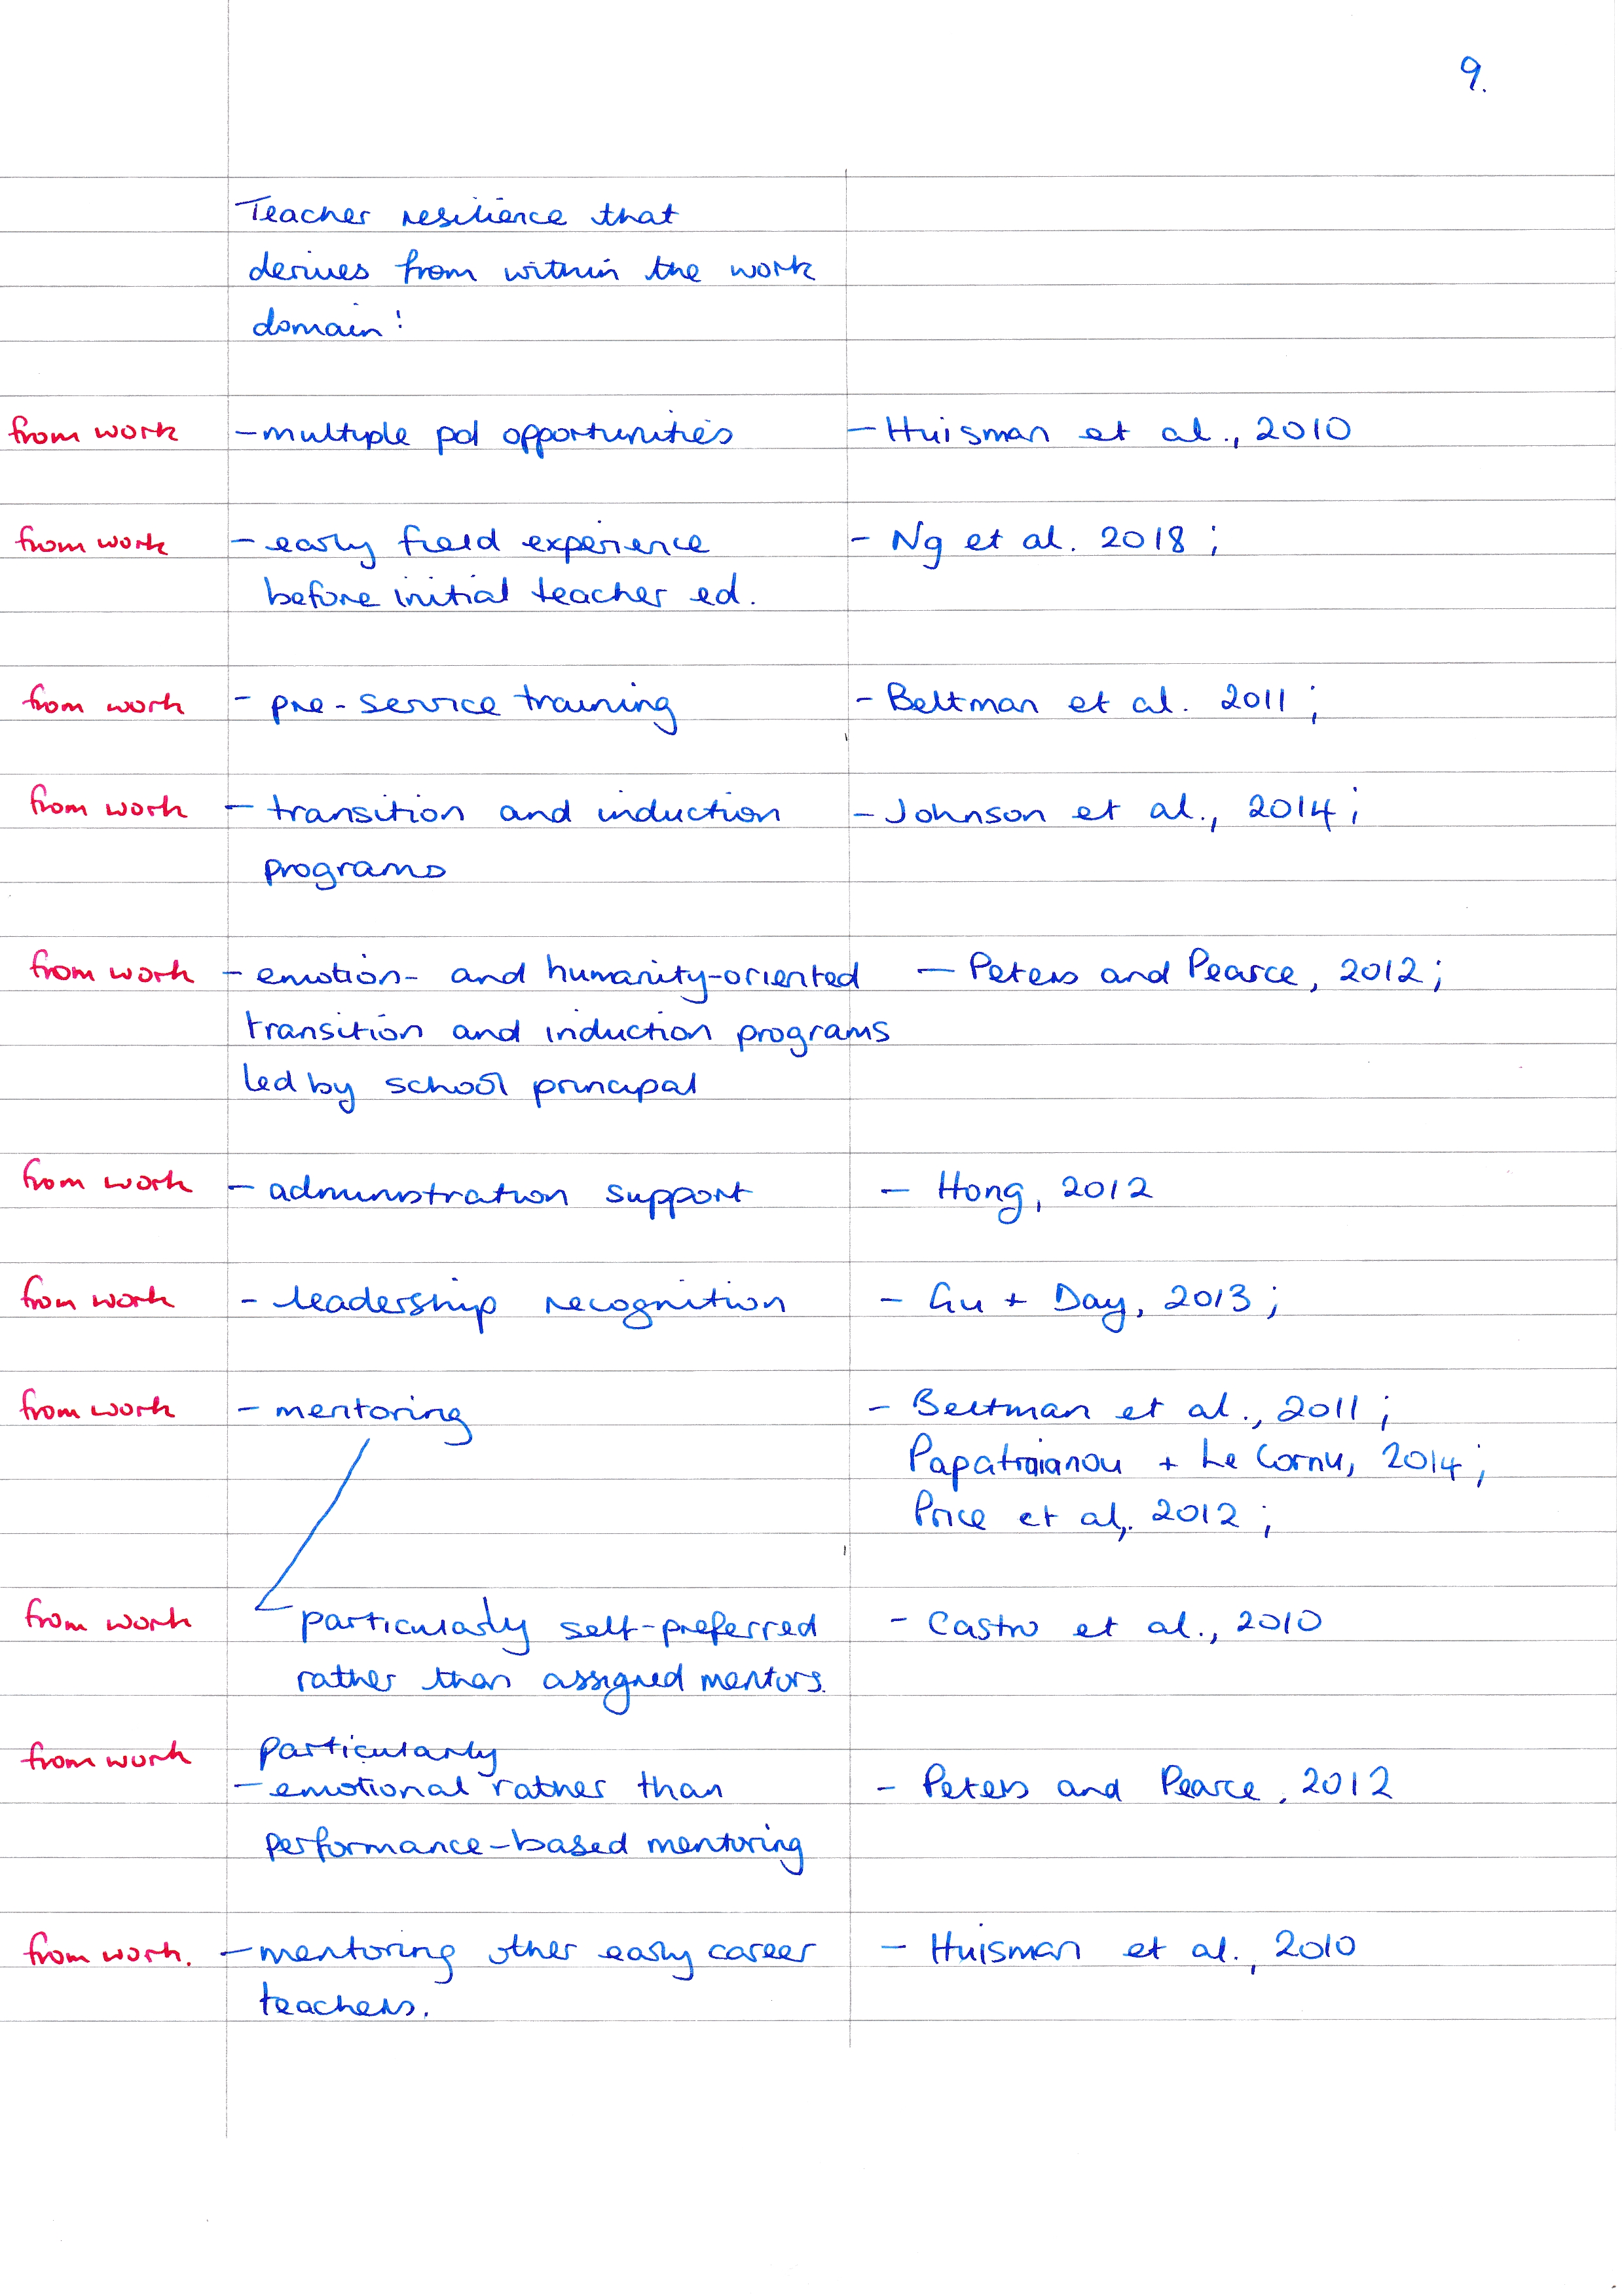 9.
Teacher resilience that
derives from within the work
domain:
from work - multiple pd opportunities - Huisman et al., 2010
from work - early field experience - Ng et al. 2018;
before initial teacher ed.
from work - pre-service training - Beltman et al. 2011;
from work - transition and induction - Johnson et al., 2014;
programs
from work - emotion- and humanity-oriented - Peters and Pearce, 2012;
transition and induction programs
led by school principal
from work - administration support - Hong, 2012
from work - leadership recognition - Gu + Day, 2013;
from work - mentoring - Beltman et al., 2011;
Papatraianou + Le Cornu, 2014;
Price et al,. 2012;
from work particularly self-preferred - Castro et al., 2010
rather than assigned mentors.
from work particularly
- emotional rather than - Peters and Pearce, 2012
performance-based mentoring
from work. - mentoring other early career - Huisman et al., 2010
teachers.